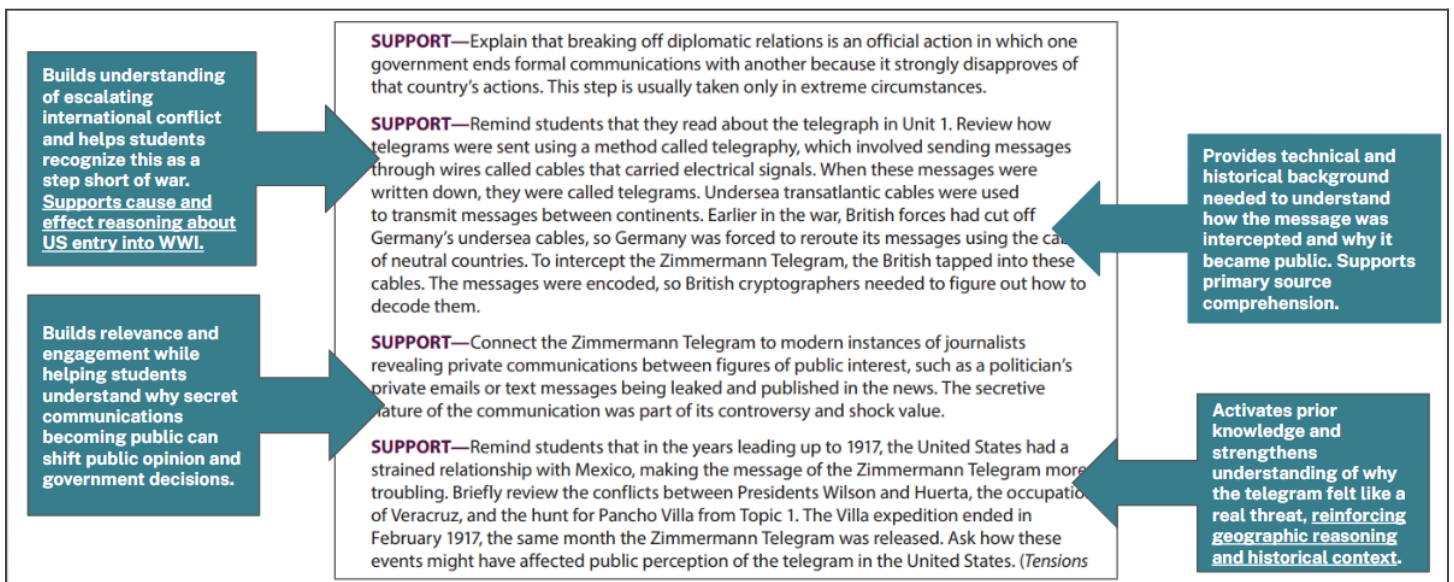 Builds understanding
of escalating
international conflict
and helps students
recognize this as a
step short of war.
Supports cause and
effect reasoning about
US entry into WWI.
Builds relevance and
engagement while
helping students
understand why secret
communications
becoming public can
shift public opinion and
government decisions.
SUPPORT—Explain that breaking off diplomatic relations is an official action in which one
government ends formal communications with another because it strongly disapproves of
that country's actions. This step is usually taken only in extreme circumstances.
SUPPORT—Remind students that they read about the telegraph in Unit 1. Review how
telegrams were sent using a method called telegraphy, which involved sending messages
through wires called cables that carried electrical signals. When these messages were
written down, they were called telegrams. Undersea transatlantic cables were used
to transmit messages between continents. Earlier in the war, British forces had cut off
Germany's undersea cables, so Germany was forced to reroute its messages using the
of neutral countries. To intercept the Zimmermann Telegram, the British tapped into these
cables. The messages were encoded, so British cryptographers needed to figure out how to
decode them.
SUPPORT—Connect the Zimmermann Telegram to modern instances of journalists
revealing private communications between figures of public interest, such as a politician's
private emails or text messages being leaked and published in the news. The secretive
nature of the communication was part of its controversy and shock value.
SUPPORT—Remind students that in the years leading up to 1917, the United States had a
strained relationship with Mexico, making the message of the Zimmermann Telegram more
troubling. Briefly review the conflicts between Presidents Wilson and Huerta, the occupatio
of Veracruz, and the hunt for Pancho Villa from Topic 1. The Villa expedition ended in
February 1917, the same month the Zimmermann Telegram was released. Ask how these
events might have affected public perception of the telegram in the United States. (Tensions
Provides technical and
historical background
needed to understand
how the message was
intercepted and why it
became public. Supports
primary source
comprehension.
Activates prior
knowledge and
strengthens
understanding of why
the telegram felt like a
real threat, reinforcing
geographic reasoning
and historical context.